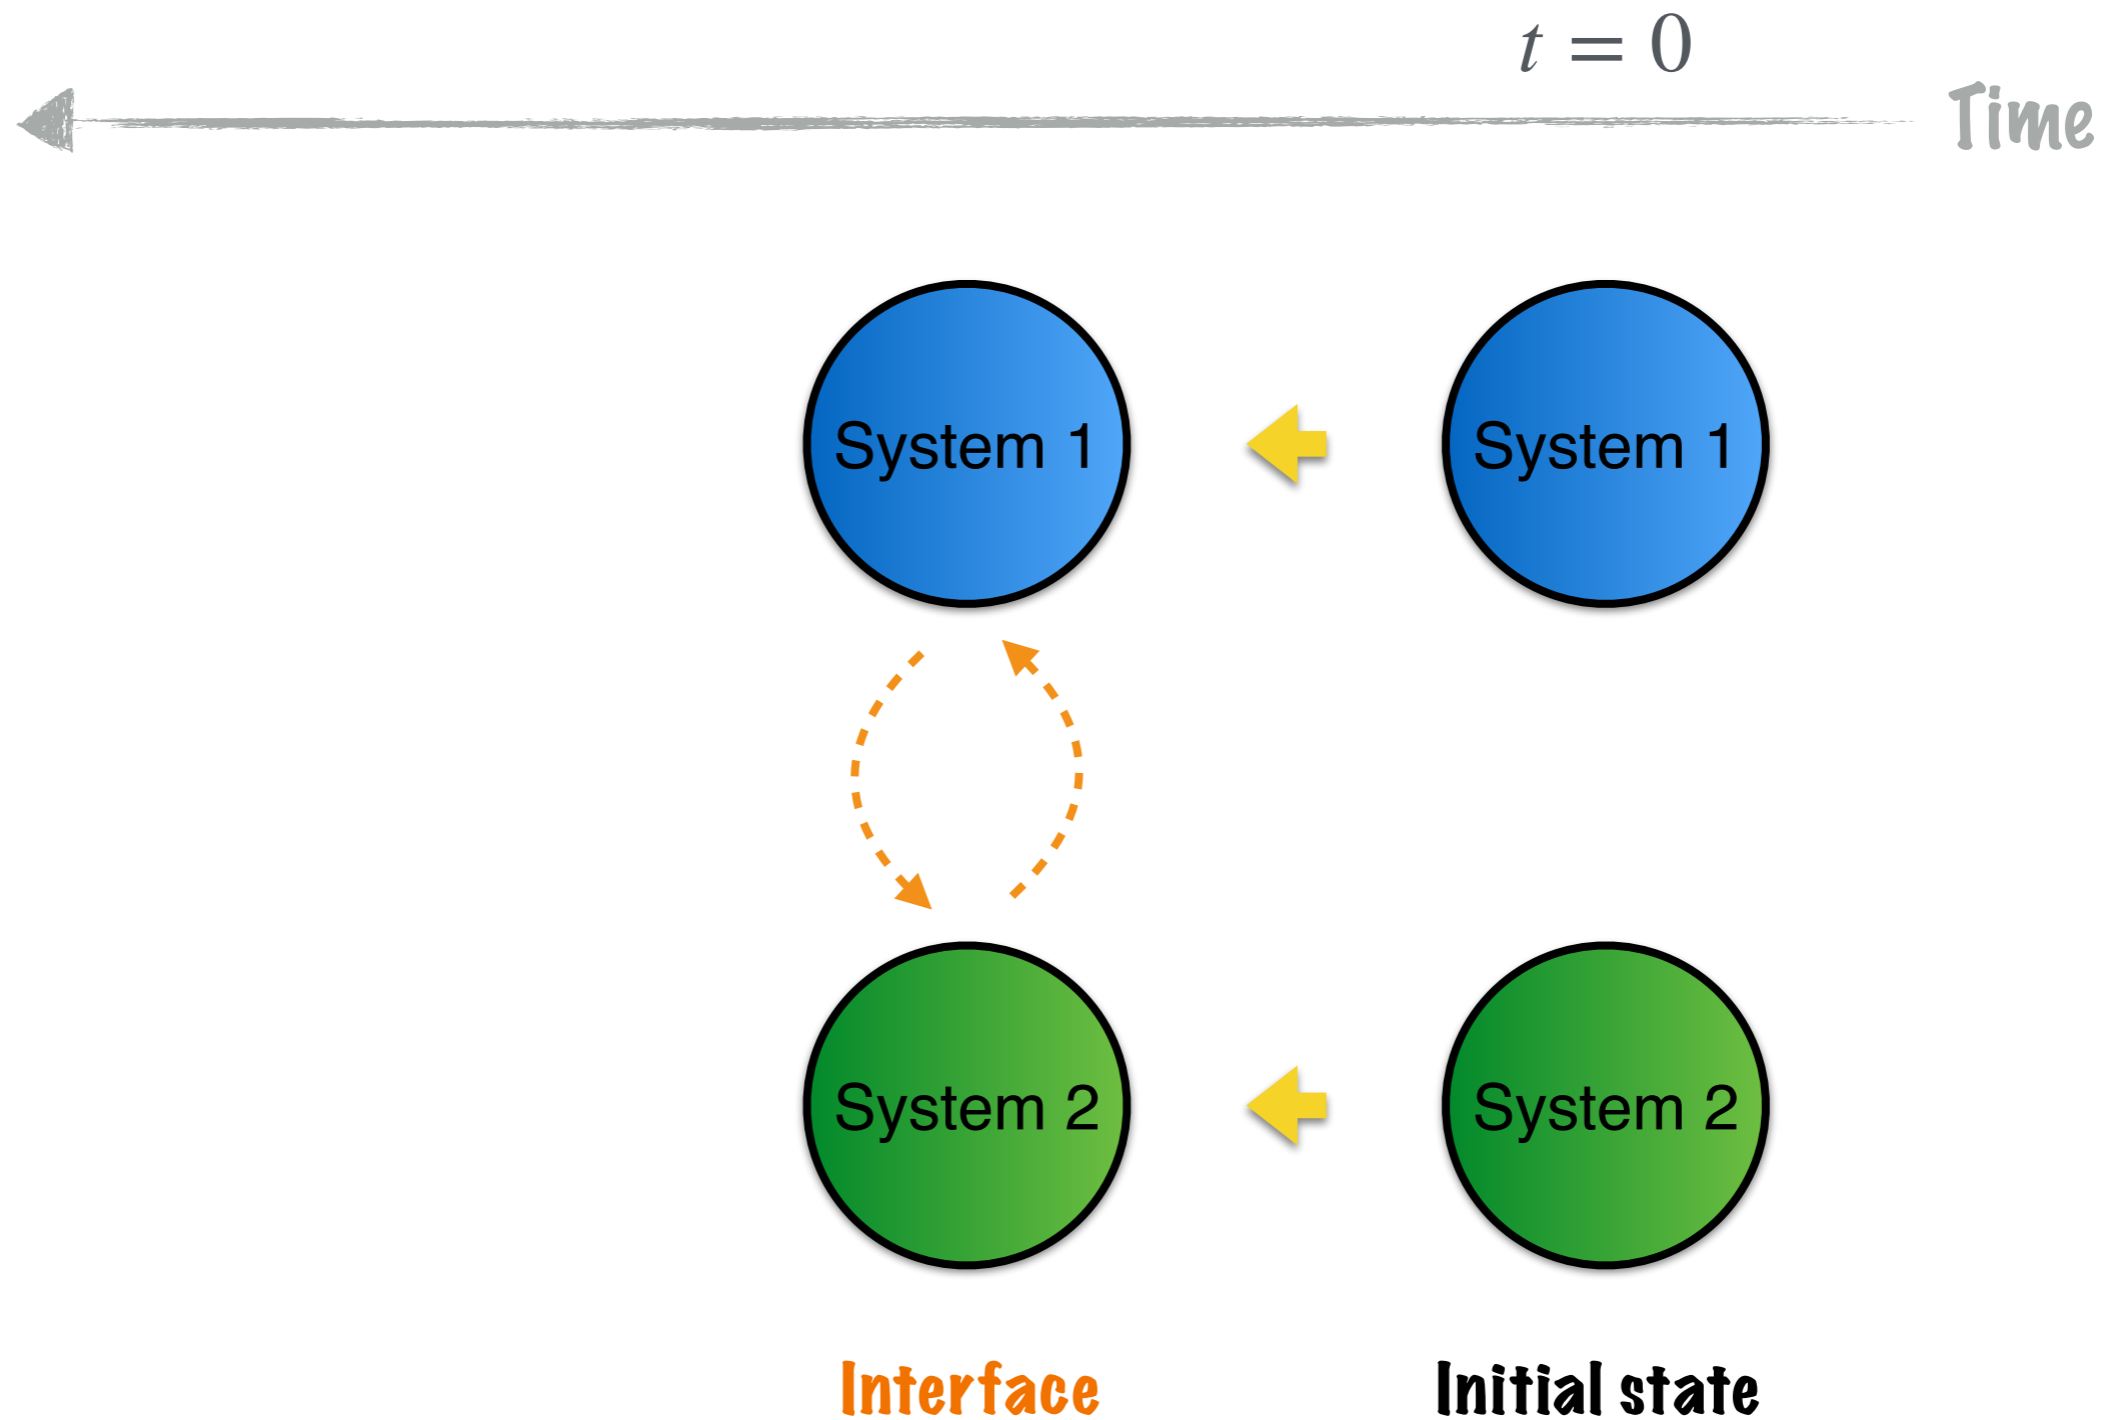 t = 0
Time
System 1
System 1
System 2
System 2
Interface
Initial state